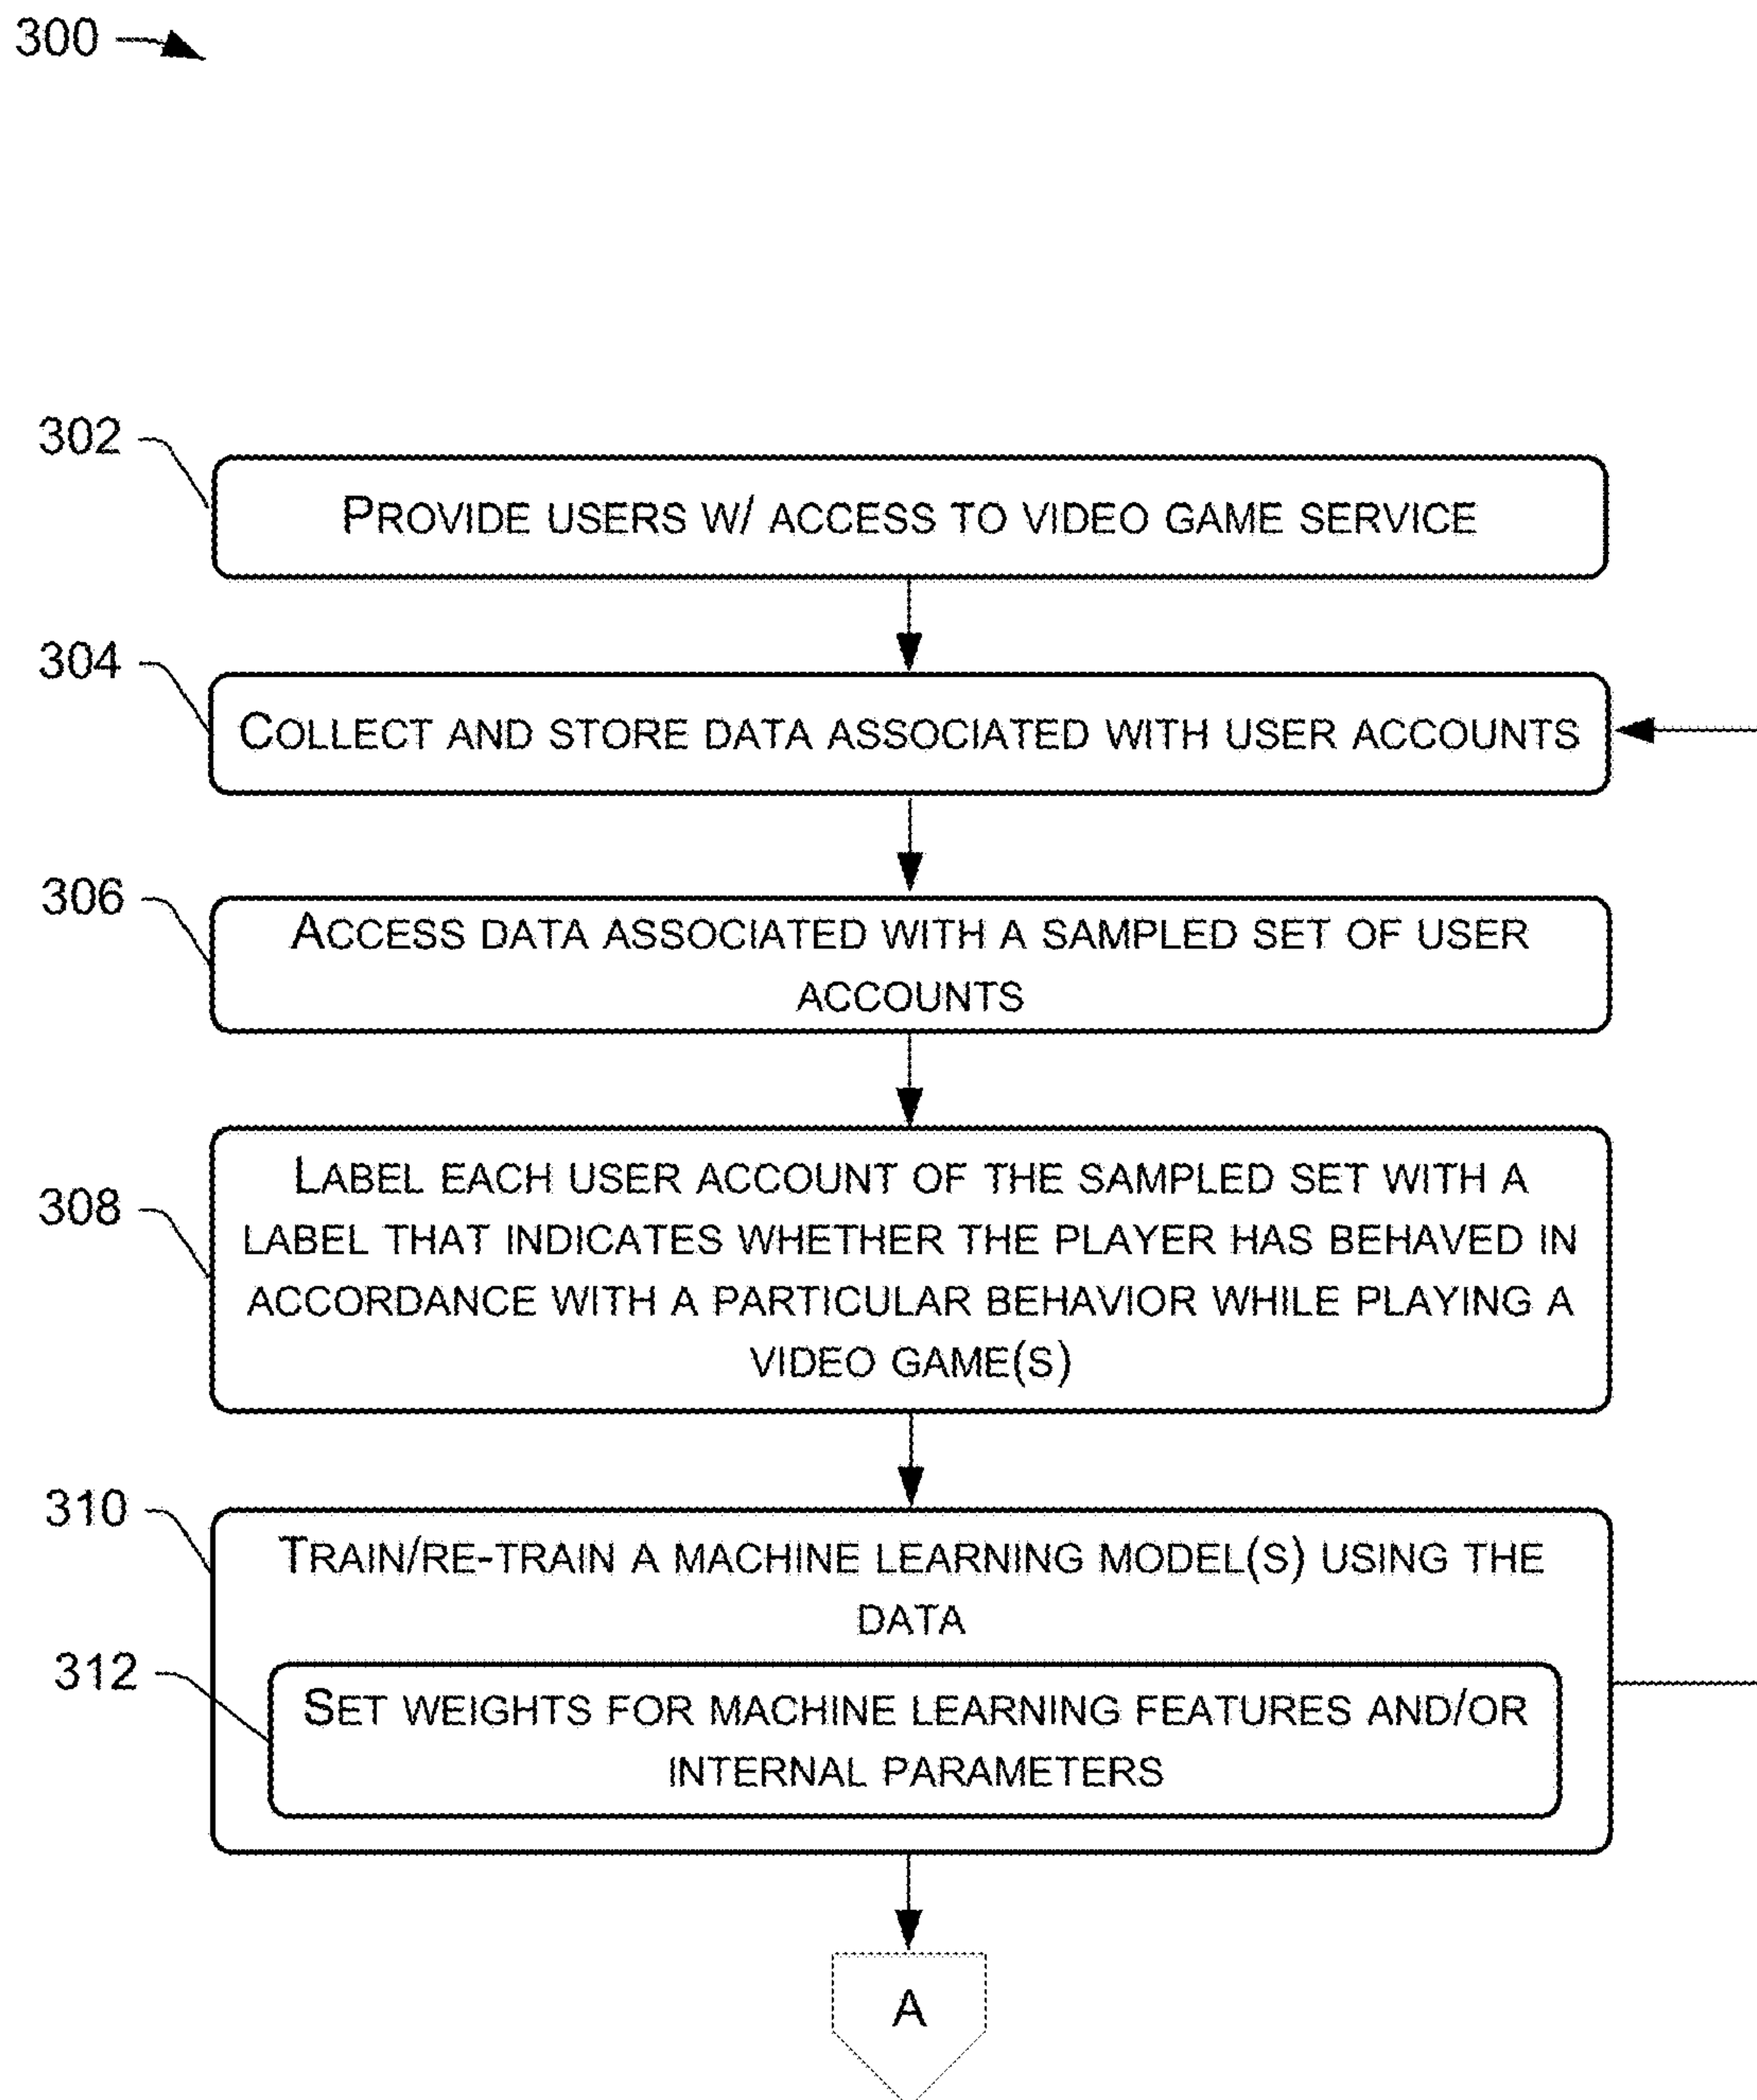 300
302
PROVIDE USERS W/ ACCESS TO VIDEO GAME SERVICE
304
COLLECT AND STORE DATA ASSOCIATED WITH USER ACCOUNTS
306
ACCESS DATA ASSOCIATED WITH A SAMPLED SET OF USER
ACCOUNTS
308
LABEL EACH USER ACCOUNT OF THE SAMPLED SET WITH A
LABEL THAT INDICATES WHETHER THE PLAYER HAS BEHAVED IN
ACCORDANCE WITH A PARTICULAR BEHAVIOR WHILE PLAYING A
VIDEO GAME(S)
310
TRAIN/RE-TRAIN A MACHINE LEARNING MODEL(S) USING THE
DATA
312
SET WEIGHTS FOR MACHINE LEARNING FEATURES AND/OR
INTERNAL PARAMETERS
A